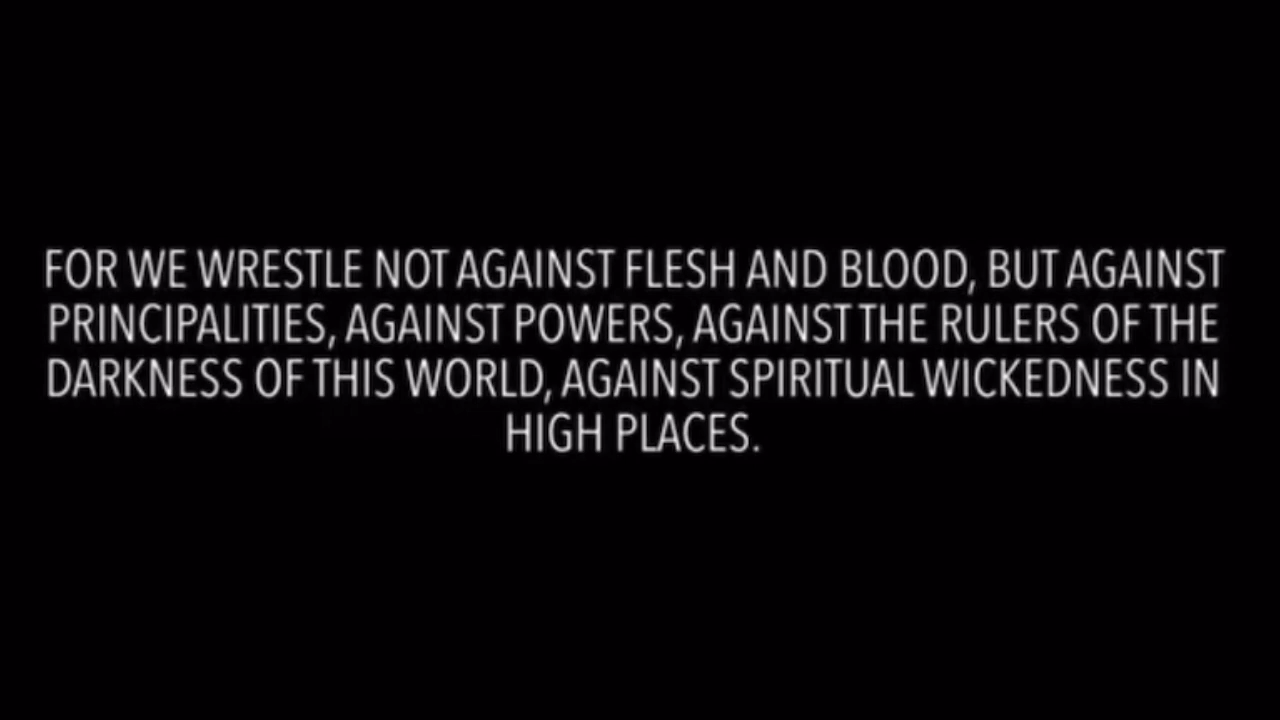 FOR WE WRESTLE NOT AGAINST FLESH AND BLOOD, BUT AGAINST
PRINCIPALITIES, AGAINST POWERS, AGAINST THE RULERS OF THE
DARKNESS OF THIS WORLD, AGAINST SPIRITUAL WICKEDNESS IN
HIGH PLACES.